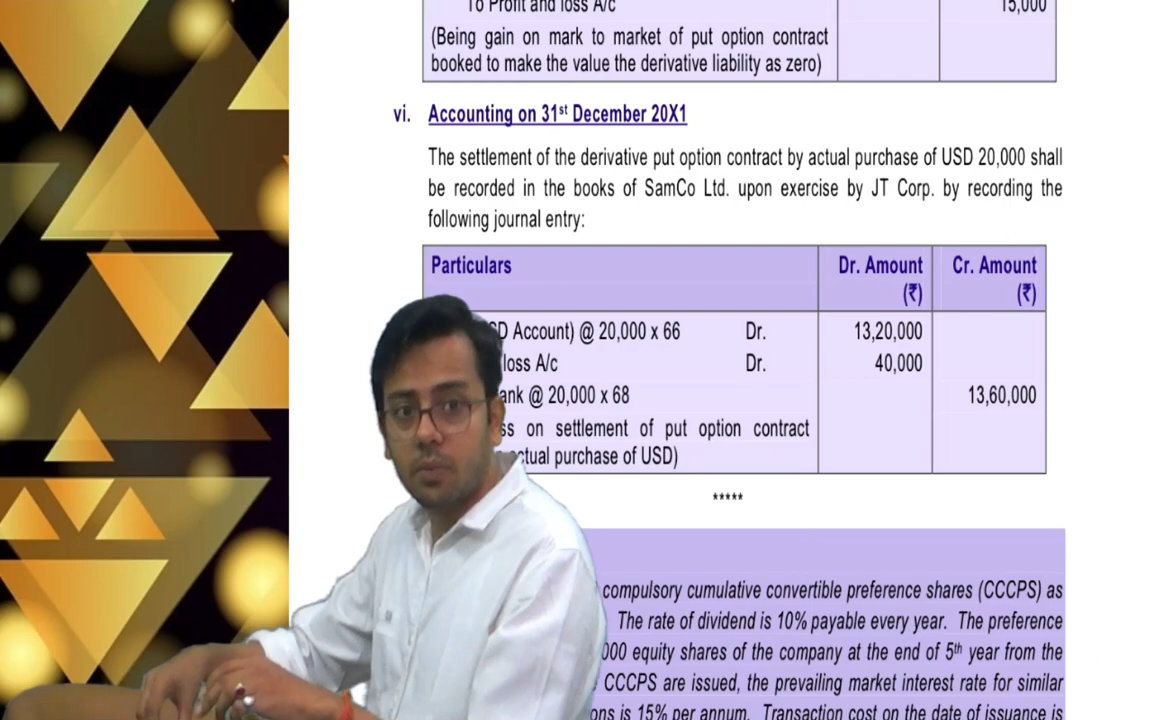 To Profit and loss A/c 15,000
(Being gain on mark to market of put option contract
booked to make the value the derivative liability as zero)
vi. Accounting on 31st December 20X1
The settlement of the derivative put option contract by actual purchase of USD 20,000 shall
be recorded in the books of SamCo Ltd. upon exercise by JT Corp. by recording the
following journal entry:
Particulars Dr. Amount Cr. Amount
(₹) (₹)
Account) @ 20,000 x 66 Dr. 13,20,000
loss A/c Dr. 40,000
@ 20,000 x 68 13,60,000
on settlement of put option contract
purchase of USD)
*****
compulsory cumulative convertible preference shares (CCCPS) as
The rate of dividend is 10% payable every year. The preference
equity shares of the company at the end of 5th year from the
CCCPS are issued, the prevailing market interest rate for similar
is 15% per annum. Transaction cost on the date of issuance is